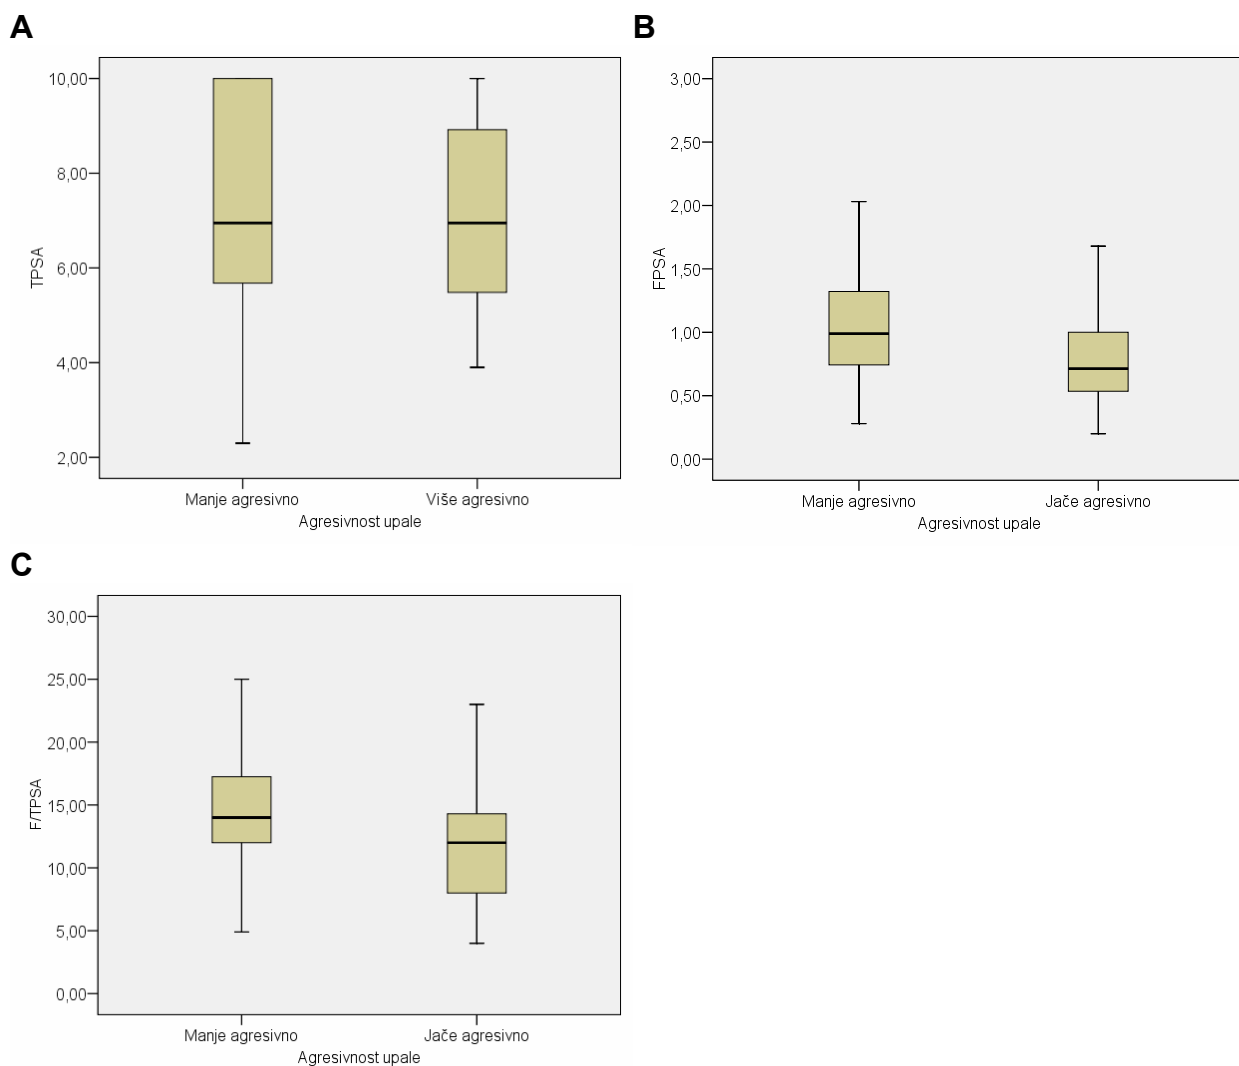 A
10,00
8,00
6,00
4,00
2,00
TPSA
Manje agresivno
Više agresivno
Agresivnost upale
B
3,00
2,50
2,00
1,50
1,00
0,50
0,00
FPSA
Manje agresivno
Jače agresivno
Agresivnost upale
C
30,00
25,00
20,00
15,00
10,00
5,00
0,00
F/TPSA
Manje agresivno
Jače agresivno
Agresivnost upale